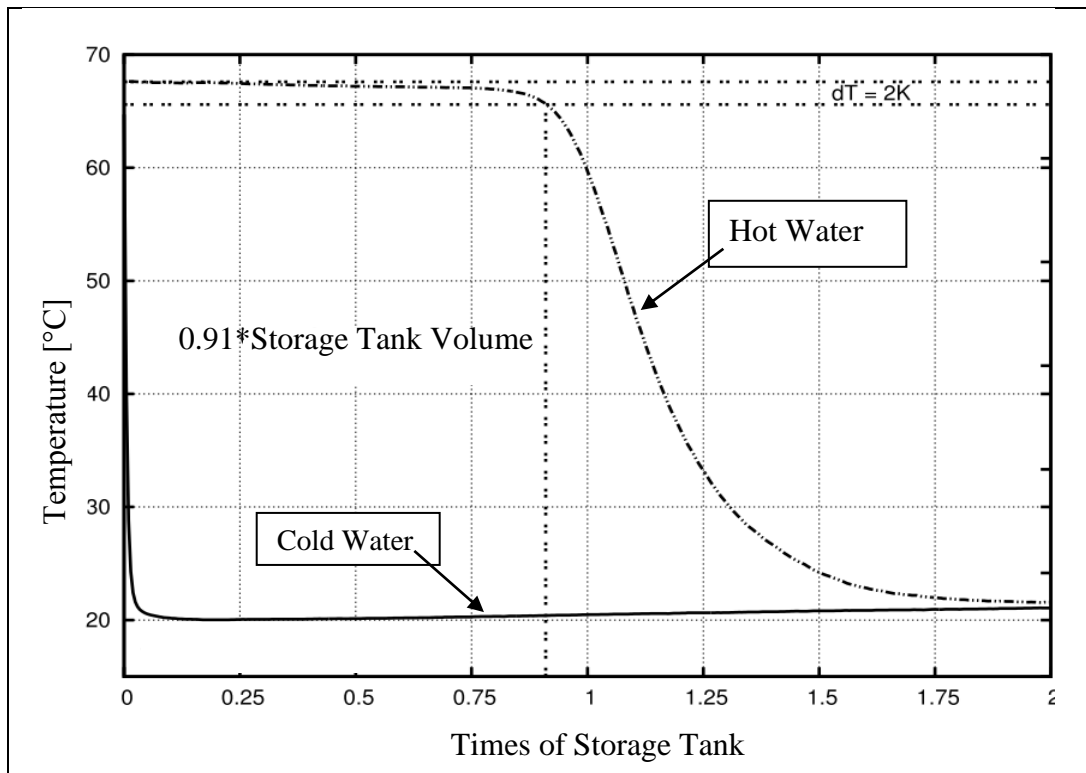 70
60
50
40
30
20
Temperature [°C]
dT = 2K
Hot Water
0.91*Storage Tank Volume
Cold Water
0 0.25 0.5 0.75 1 1.25 1.5 1.75 2
Times of Storage Tank